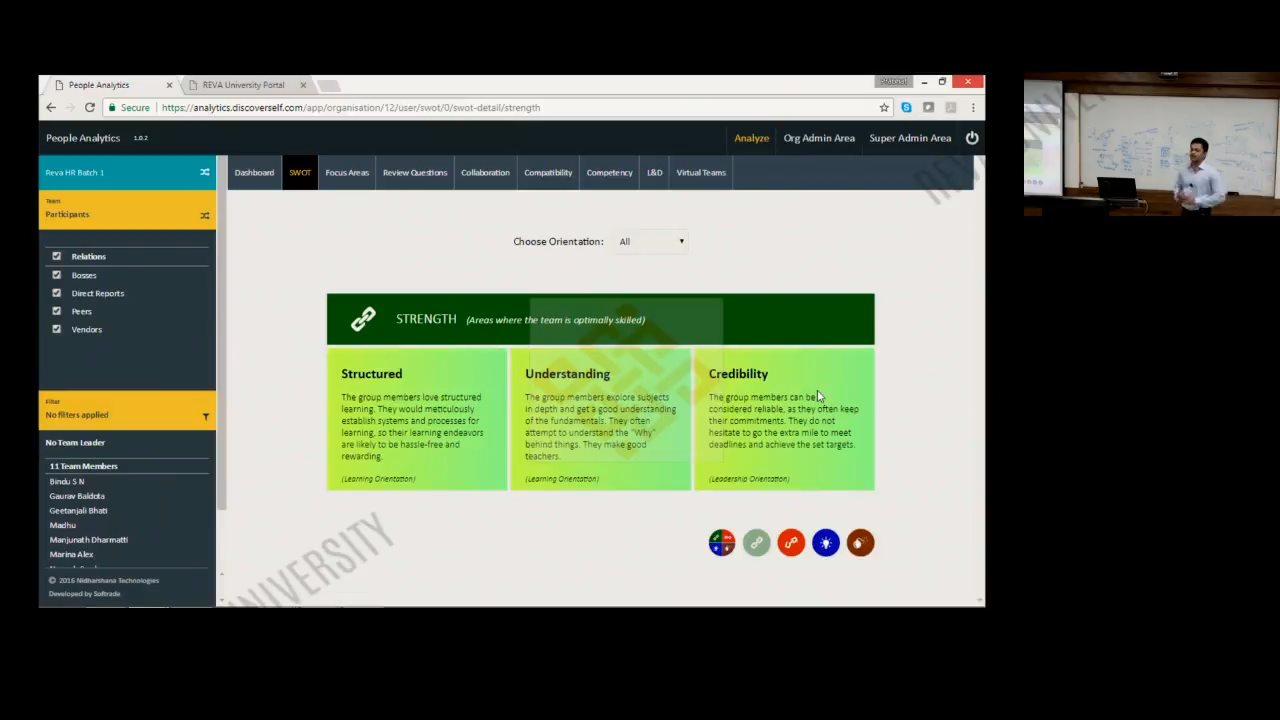 People Analytics
REVA University Portal
Secure
https://analytics.discoverself.com/app/organisation/12/user/swot/0/swot-detail/strength
People Analytics 1.0.2
Analyze
Org Admin Area
Super Admin Area
Reva HR Batch 1
Dashboard
SWOT
Focus Areas
Review Questions
Collaboration
Compatibility
Competency
L&D
Virtual Teams
Team
Participants
Relations
Bosses
Direct Reports
Peers
Vendors
Filter
No filters applied
No Team Leader
11 Team Members
Bindu S N
Gaurav Baldota
Geetanjali Bhati
Madhu
Manjunath Dharmatti
Marina Alex
© 2016 Nidharshana Technologies
Developed by Softrade
Choose Orientation: All
STRENGTH (Areas where the team is optimally skilled)
Structured
The group members love structured
learning. They would meticulously
establish systems and processes for
learning, so their learning endeavors
are likely to be hassle-free and
rewarding.
(Learning Orientation)
Understanding
The group members explore subjects
in depth and get a good understanding
of the fundamentals. They often
attempt to understand the "Why"
behind things. They make good
teachers.
(Learning Orientation)
Credibility
The group members can be
considered reliable, as they often keep
their commitments. They do not
hesitate to go the extra mile to meet
deadlines and achieve the set targets.
(Leadership Orientation)
NIVERSITY